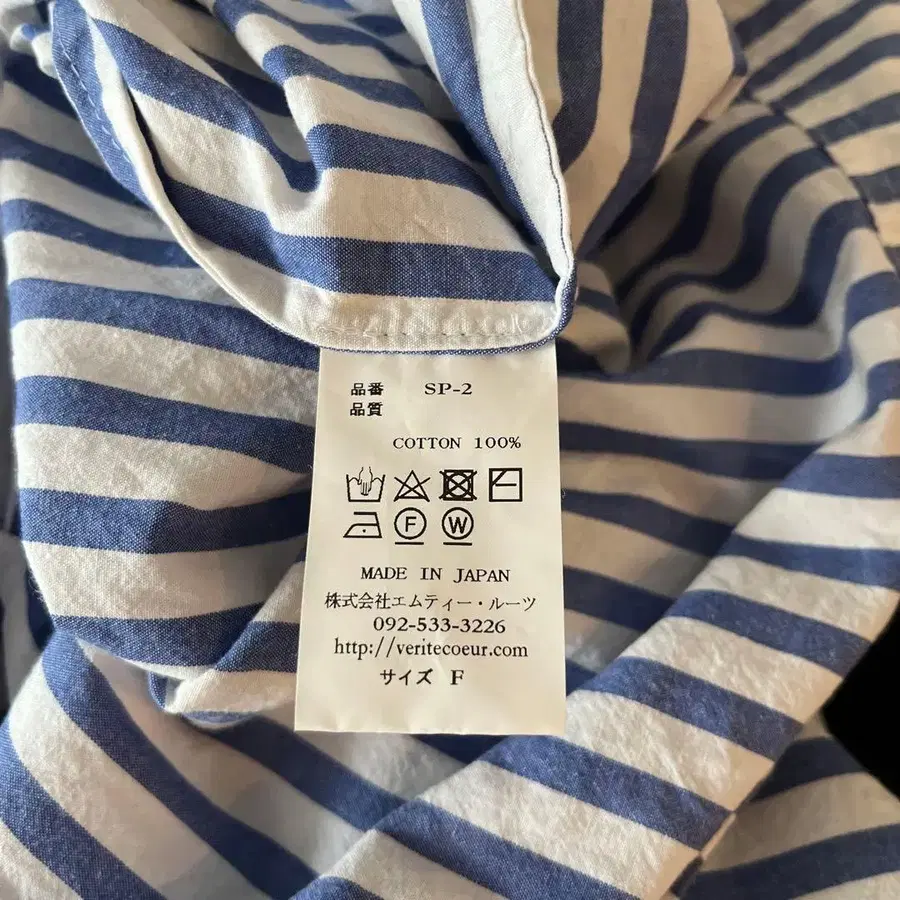 品番 SP-2
品質
COTTON 100%
F W
MADE IN JAPAN
株式会社エムティー・ルーツ
092-533-3226
http://veritecoeur.com
サイズ F